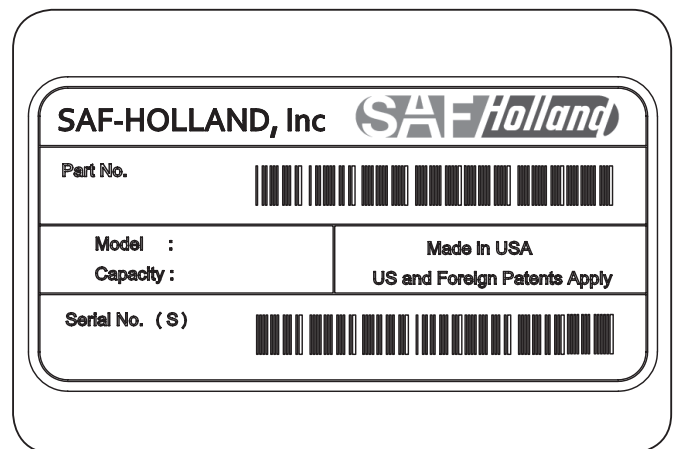 SAF-HOLLAND, Inc SAF Holland
Part No.
Model :
Capacity :
Made in USA
US and Foreign Patents Apply
Serial No. (S)